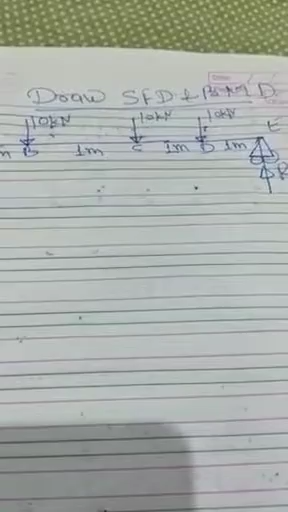 Draw SFD & BMD
10kN 10kN 10kN E
m B 1m C 1m D 1m
R